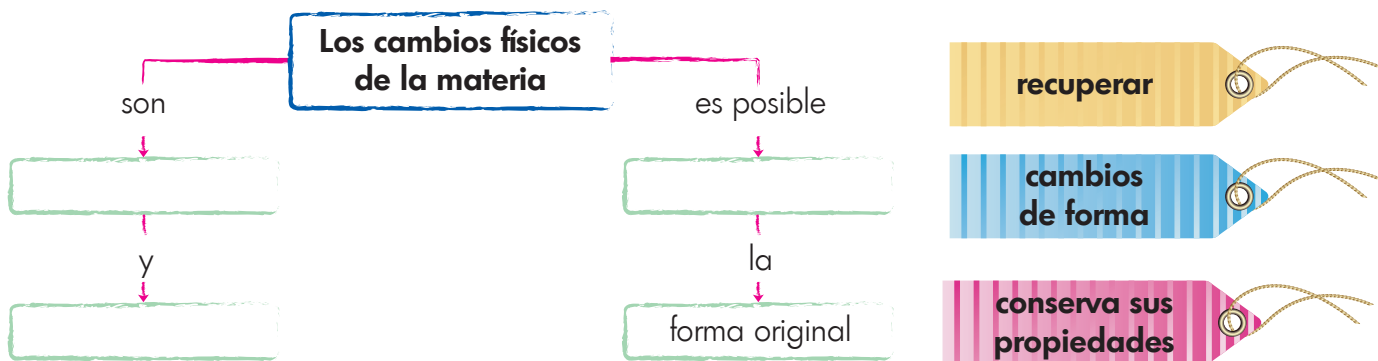 Los cambios físicos
de la materia
son
es posible
y
la
forma original
recuperar
cambios
de forma
conserva sus
propiedades